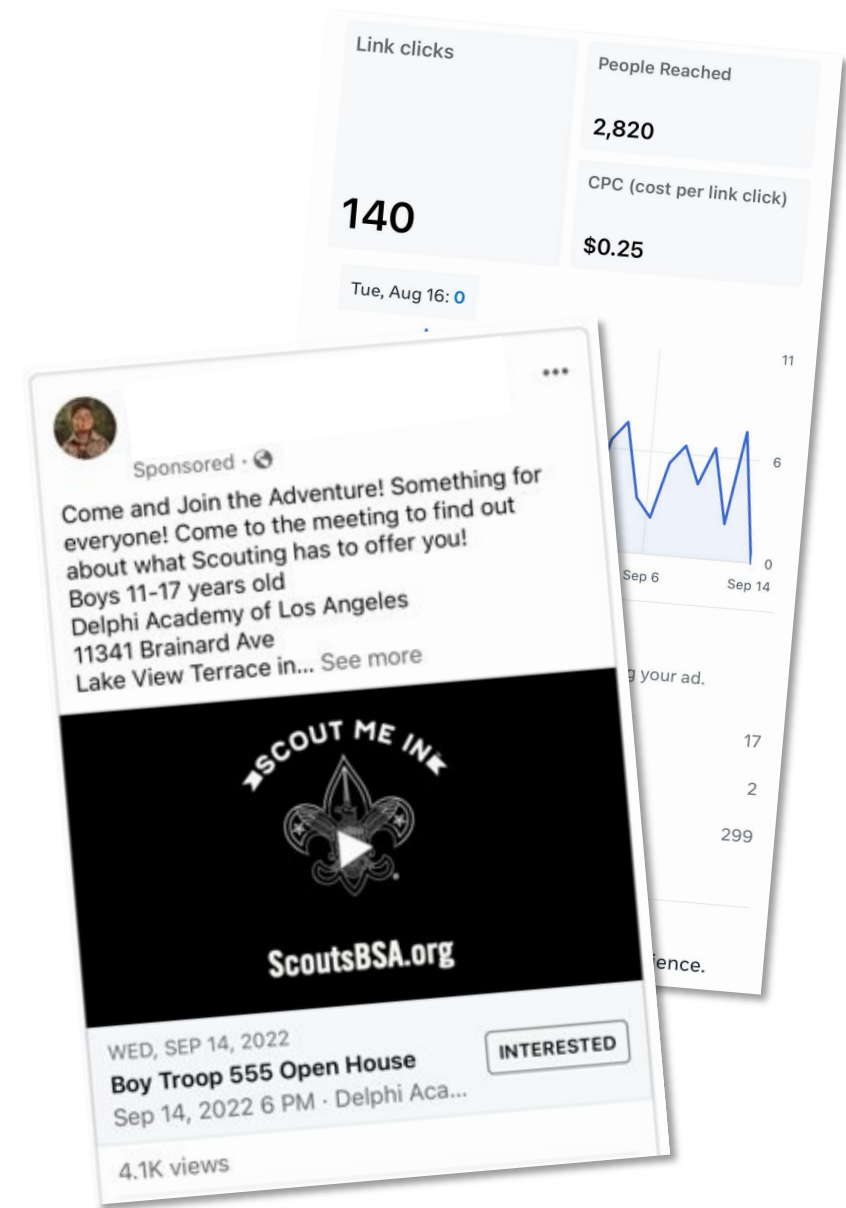 Link clicks
140
People Reached
2,820
CPC (cost per link click)
$0.25
Tue, Aug 16: 0
11
6
0
Sep 6
Sep 14
your ad.
17
2
299
Sponsored ·
Come and Join the Adventure! Something for
everyone! Come to the meeting to find out
about what Scouting has to offer you!
Boys 11-17 years old
Delphi Academy of Los Angeles
11341 Brainard Ave
Lake View Terrace in... See more
SCOUT ME IN
ScoutsBSA.org
WED, SEP 14, 2022
Boy Troop 555 Open House
Sep 14, 2022 6 PM · Delphi Aca...
INTERESTED
4.1K views